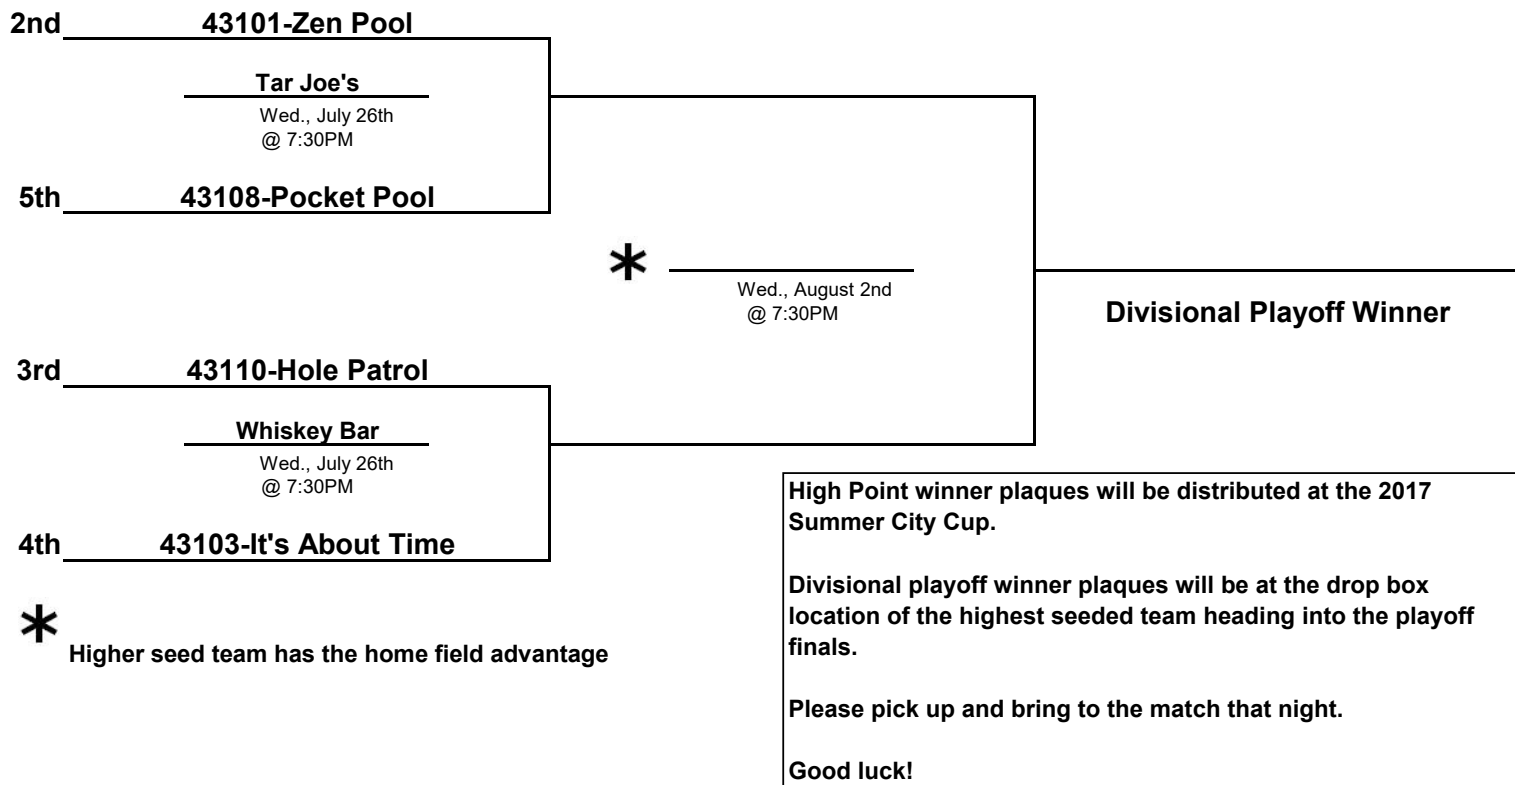 2nd 43101-Zen Pool
Tar Joe's
Wed., July 26th
@ 7:30PM
5th 43108-Pocket Pool
*
Wed., August 2nd
@ 7:30PM
Divisional Playoff Winner
3rd 43110-Hole Patrol
Whiskey Bar
Wed., July 26th
@ 7:30PM
4th 43103-It's About Time
* Higher seed team has the home field advantage
High Point winner plaques will be distributed at the 2017
Summer City Cup.
Divisional playoff winner plaques will be at the drop box
location of the highest seeded team heading into the playoff
finals.
Please pick up and bring to the match that night.
Good luck!